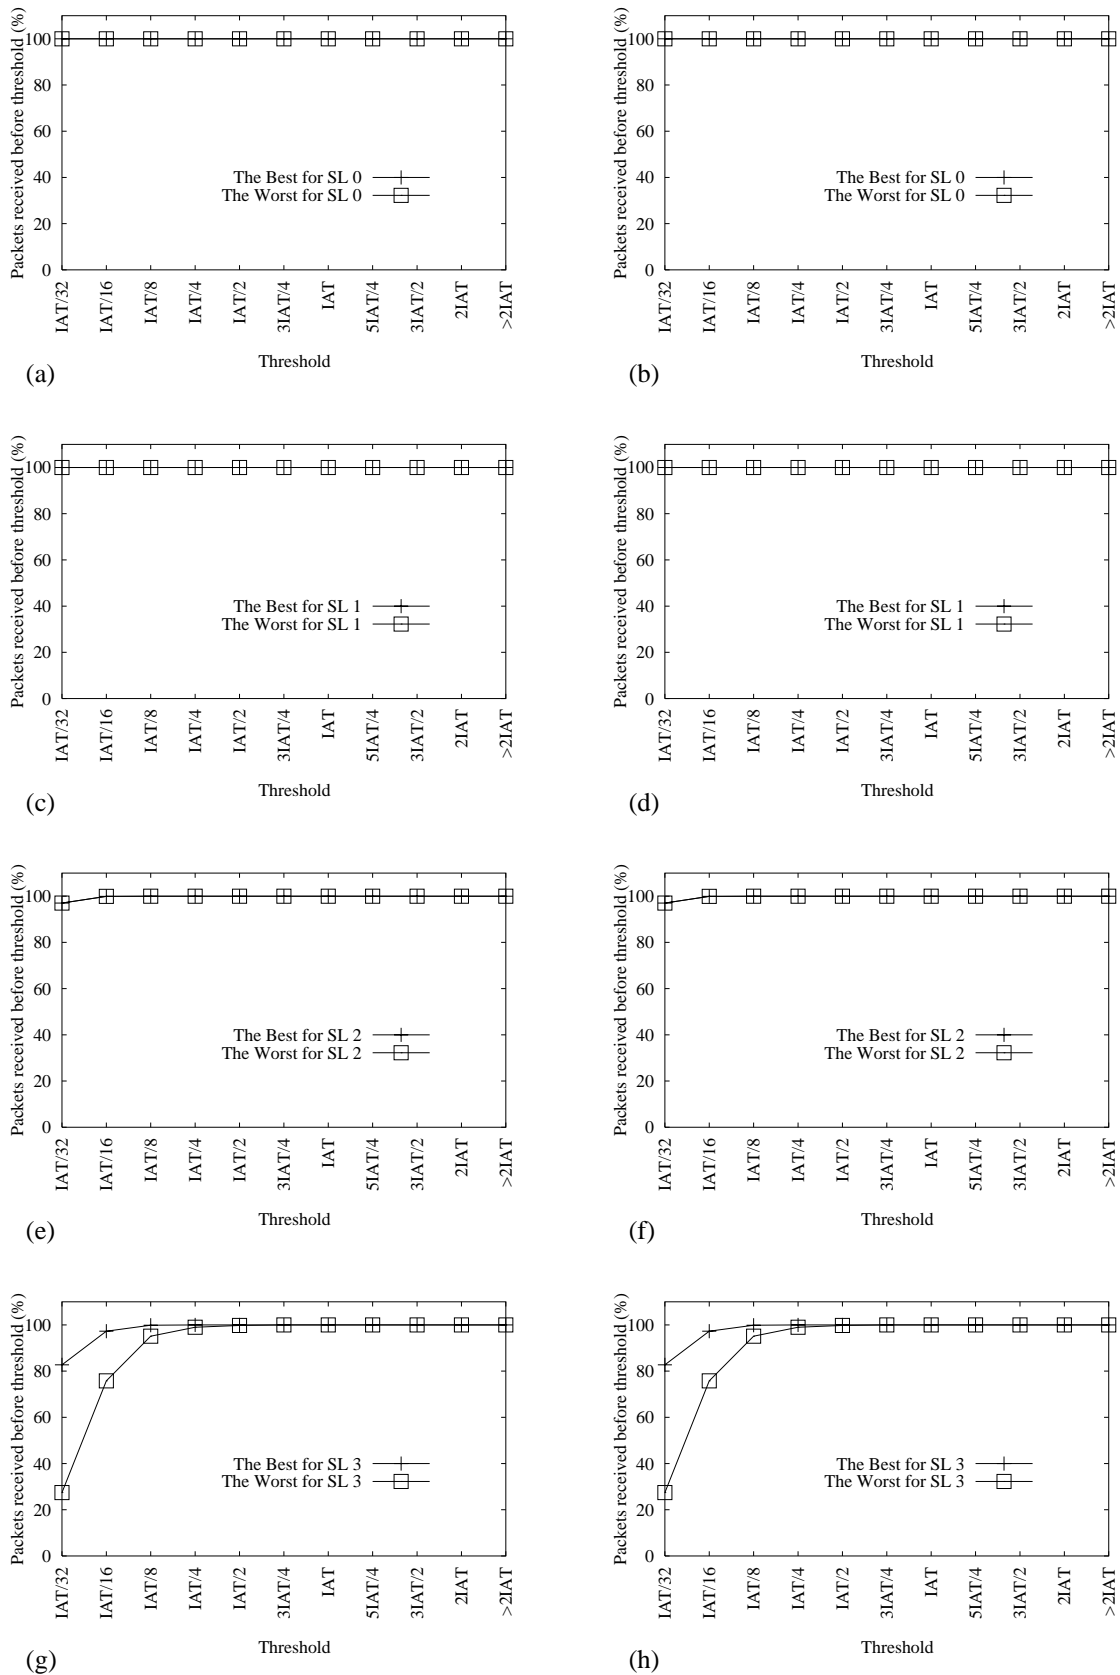 Packets received before threshold (%)
100
80
60
40
20
0
The Best for SL 0
The Worst for SL 0
IAT/32
IAT/16
IAT/8
IAT/4
IAT/2
3IAT/4
IAT
5IAT/4
3IAT/2
2IAT
>2IAT
Threshold
(a)
Packets received before threshold (%)
100
80
60
40
20
0
The Best for SL 0
The Worst for SL 0
IAT/32
IAT/16
IAT/8
IAT/4
IAT/2
3IAT/4
IAT
5IAT/4
3IAT/2
2IAT
>2IAT
Threshold
(b)
Packets received before threshold (%)
100
80
60
40
20
0
The Best for SL 1
The Worst for SL 1
IAT/32
IAT/16
IAT/8
IAT/4
IAT/2
3IAT/4
IAT
5IAT/4
3IAT/2
2IAT
>2IAT
Threshold
(c)
Packets received before threshold (%)
100
80
60
40
20
0
The Best for SL 1
The Worst for SL 1
IAT/32
IAT/16
IAT/8
IAT/4
IAT/2
3IAT/4
IAT
5IAT/4
3IAT/2
2IAT
>2IAT
Threshold
(d)
Packets received before threshold (%)
100
80
60
40
20
0
The Best for SL 2
The Worst for SL 2
IAT/32
IAT/16
IAT/8
IAT/4
IAT/2
3IAT/4
IAT
5IAT/4
3IAT/2
2IAT
>2IAT
Threshold
(e)
Packets received before threshold (%)
100
80
60
40
20
0
The Best for SL 2
The Worst for SL 2
IAT/32
IAT/16
IAT/8
IAT/4
IAT/2
3IAT/4
IAT
5IAT/4
3IAT/2
2IAT
>2IAT
Threshold
(f)
Packets received before threshold (%)
100
80
60
40
20
0
The Best for SL 3
The Worst for SL 3
IAT/32
IAT/16
IAT/8
IAT/4
IAT/2
3IAT/4
IAT
5IAT/4
3IAT/2
2IAT
>2IAT
Threshold
(g)
Packets received before threshold (%)
100
80
60
40
20
0
The Best for SL 3
The Worst for SL 3
IAT/32
IAT/16
IAT/8
IAT/4
IAT/2
3IAT/4
IAT
5IAT/4
3IAT/2
2IAT
>2IAT
Threshold
(h)